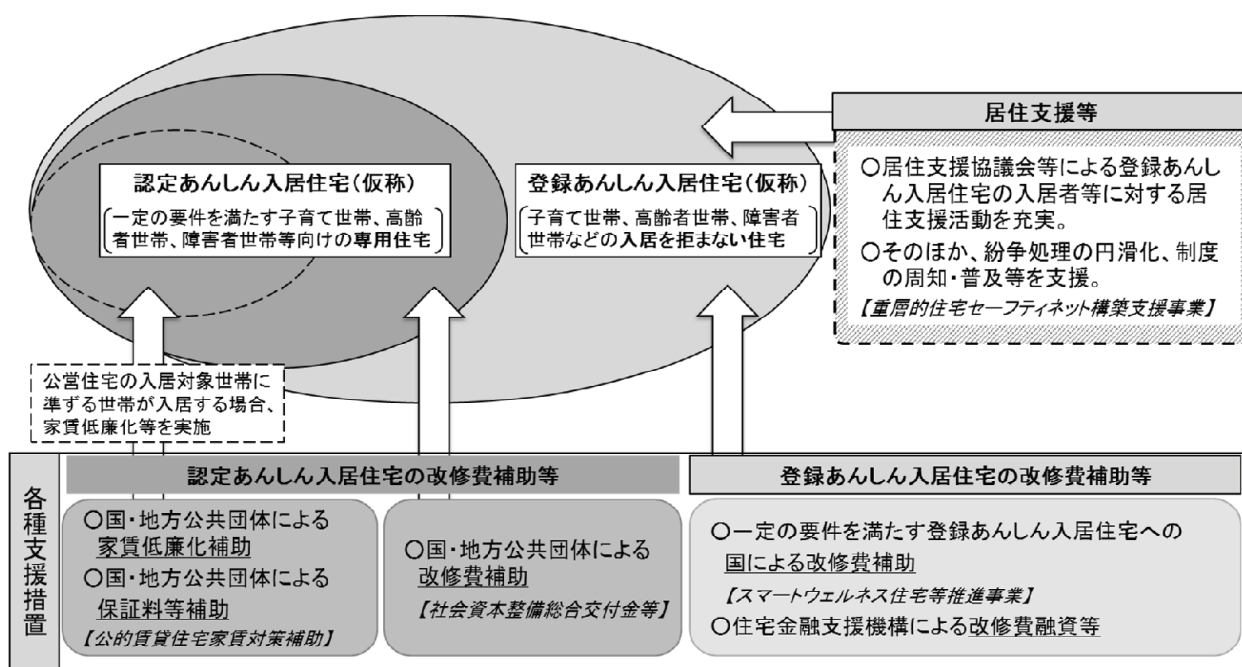 居住支援等
○居住支援協議会等による登録あんし
ん入居住宅の入居者等に対する居
住支援活動を充実。
○そのほか、紛争処理の円滑化、制度
の周知・普及等を支援。
【重層的住宅セーフティネット構築支援事業】
認定あんしん入居住宅(仮称)
一定の要件を満たす子育て世帯、高齢
者世帯、障害者世帯等向けの専用住宅
登録あんしん入居住宅(仮称)
子育て世帯、高齢者世帯、障害者
世帯などの入居を拒まない住宅
公営住宅の入居対象世帯に
準ずる世帯が入居する場合、
家賃低廉化等を実施
各種支援措置
認定あんしん入居住宅の改修費補助等
○国・地方公共団体による
家賃低廉化補助
○国・地方公共団体による
保証料等補助
【公的賃貸住宅家賃対策補助】
○国・地方公共団体による
改修費補助
【社会資本整備総合交付金等】
登録あんしん入居住宅の改修費補助等
○一定の要件を満たす登録あんしん入居住宅への
国による改修費補助
【スマートウェルネス住宅等推進事業】
○住宅金融支援機構による改修費融資等